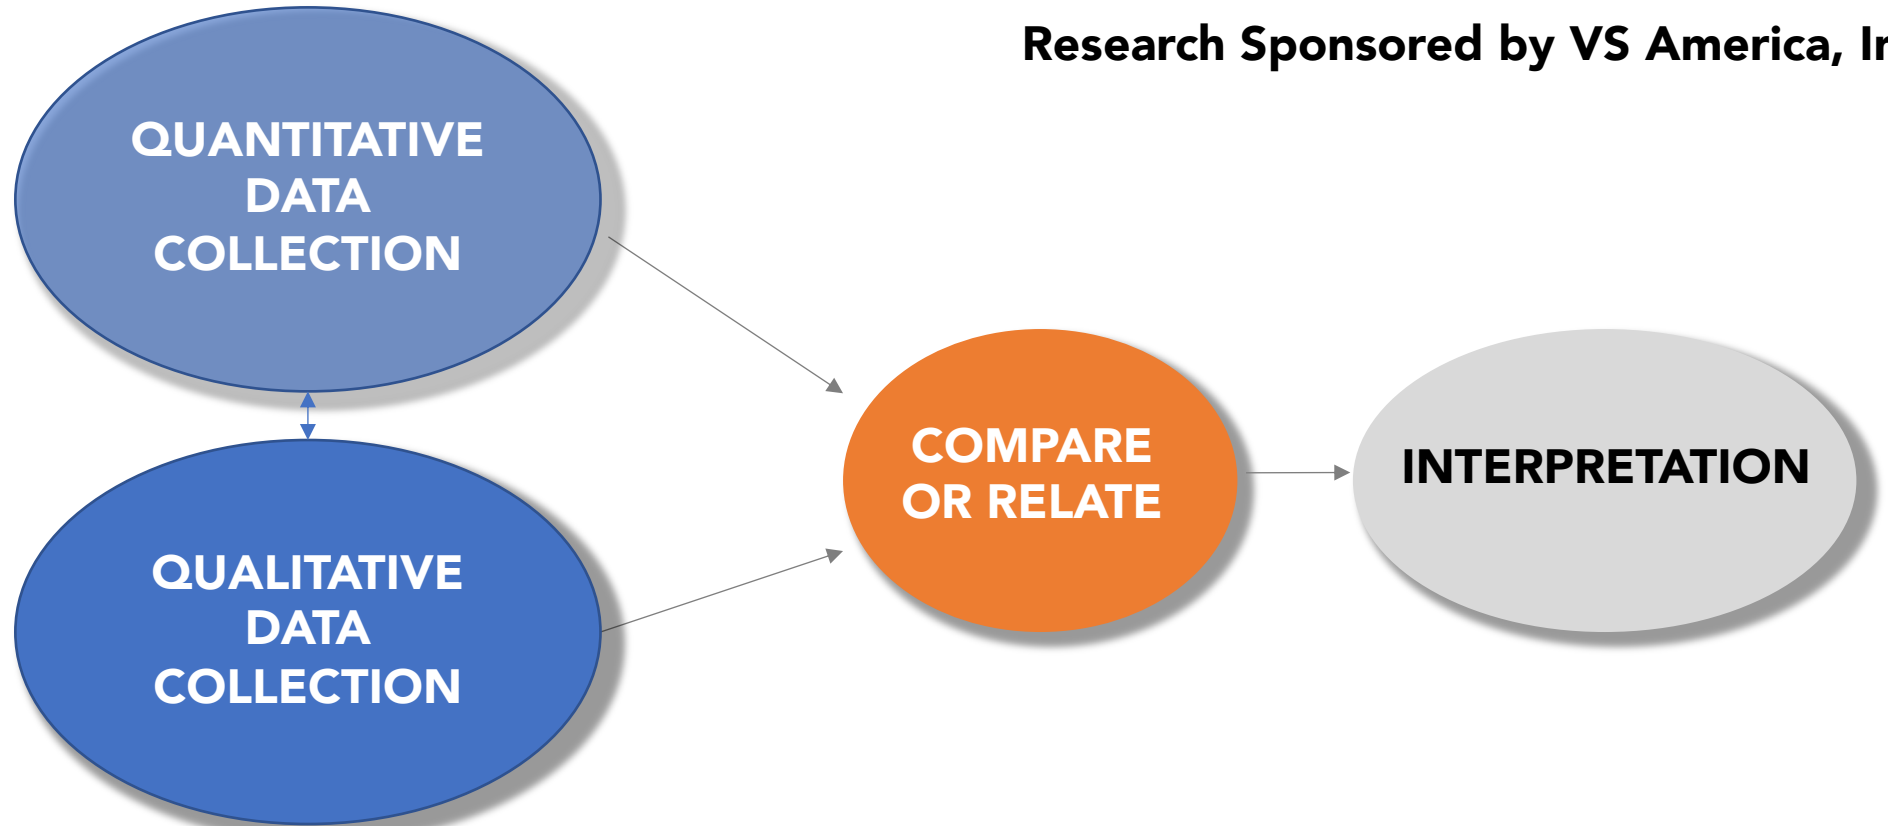 Research Sponsored by VS America, In
QUANTITATIVE
DATA
COLLECTION
QUALITATIVE
DATA
COLLECTION
COMPARE
OR RELATE
INTERPRETATION